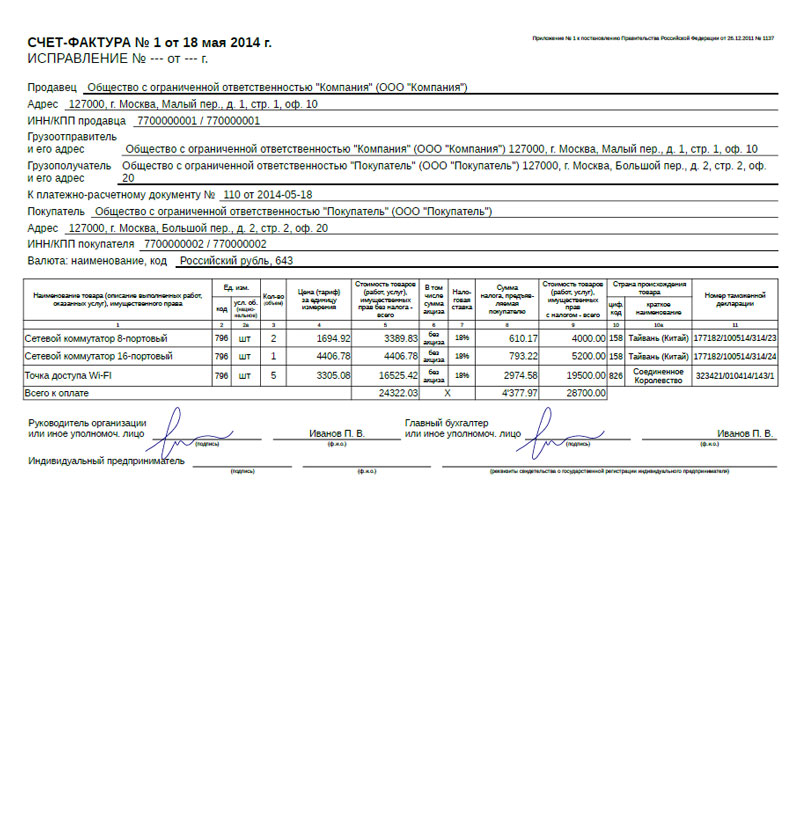 Приложение № 1 к постановлению Правительства Российской Федерации от 26.12.2011 № 1137
СЧЕТ-ФАКТУРА № 1 от 18 мая 2014 г.
ИСПРАВЛЕНИЕ № --- от --- г.
Продавец Общество с ограниченной ответственностью "Компания" (ООО "Компания")
Адрес 127000, г. Москва, Малый пер., д. 1, стр. 1, оф. 10
ИНН/КПП продавца 7700000001 / 770000001
Грузоотправитель
и его адрес Общество с ограниченной ответственностью "Компания" (ООО "Компания") 127000, г. Москва, Малый пер., д. 1, стр. 1, оф. 10
Грузополучатель Общество с ограниченной ответственностью "Покупатель" (ООО "Покупатель") 127000, г. Москва, Большой пер., д. 2, стр. 2, оф.
и его адрес 20
К платежно-расчетному документу № 110 от 2014-05-18
Покупатель Общество с ограниченной ответственностью "Покупатель" (ООО "Покупатель")
Адрес 127000, г. Москва, Большой пер., д. 2, стр. 2, оф. 20
ИНН/КПП покупателя 7700000002 / 770000002
Валюта: наименование, код Российский рубль, 643
Наименование товара (описание выполненных работ, оказанных услуг), имущественного права
Ед. изм.
код
усл. об. (нацио-нальное)
Кол-во (объем)
Цена (тариф) за единицу измерения
Стоимость товаров (работ, услуг), имущественных прав без налога - всего
В том числе сумма акциза
Нало-говая ставка
Сумма налога, предъяв-ляемая покупателю
Стоимость товаров (работ, услуг), имущественных прав с налогом - всего
Страна происхождения товара
циф. код
краткое наименование
Номер таможенной декларации
1 2 2а 3 4 5 6 7 8 9 10 10а 11
Сетевой коммутатор 8-портовый 796 шт 2 1694.92 3389.83 без акциза 18% 610.17 4000.00 158 Тайвань (Китай) 177182/100514/314/23
Сетевой коммутатор 16-портовый 796 шт 1 4406.78 4406.78 без акциза 18% 793.22 5200.00 158 Тайвань (Китай) 177182/100514/314/24
Точка доступа Wi-FI 796 шт 5 3305.08 16525.42 без акциза 18% 2974.58 19500.00 826 Соединенное Королевство 323421/010414/143/1
Всего к оплате 24322.03 X 4'377.97 28700.00
Руководитель организации Главный бухгалтер
или иное уполномоч. лицо Иванов П. В. или иное уполномоч. лицо Иванов П. В.
(подпись) (ф.и.о.) (подпись) (ф.и.о.)
Индивидуальный предприниматель
(подпись) (ф.и.о.) (реквизиты свидетельства о государственной регистрации индивидуального предпринимателя)